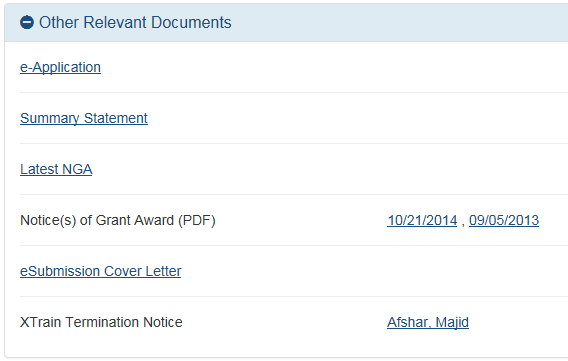 Other Relevant Documents
e-Application
Summary Statement
Latest NGA
Notice(s) of Grant Award (PDF) 10/21/2014 , 09/05/2013
eSubmission Cover Letter
XTrain Termination Notice Afshar, Majid